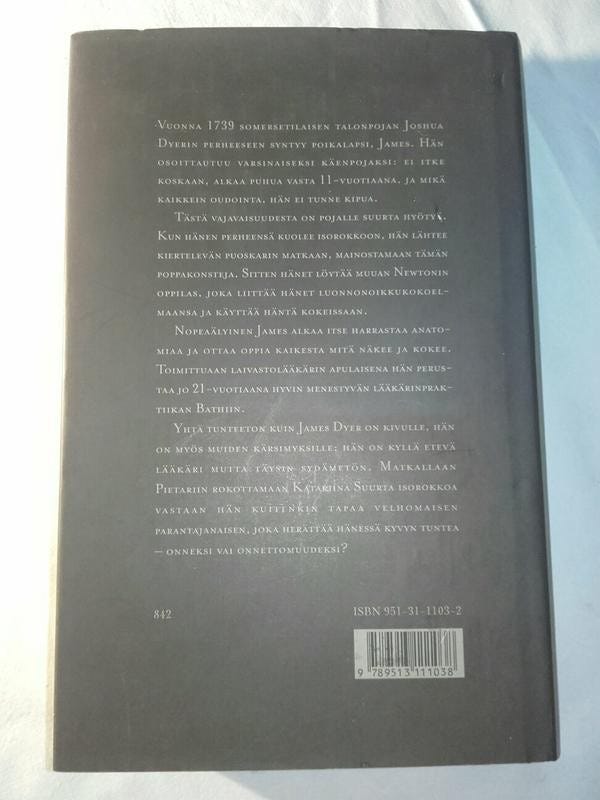 Vuonna 1739 somersetilaisen talonpojan Joshua
Dyerin perheeseen syntyy poikalapsi, James. Hän
osoittautuu varsinaiseksi käenpojaksi: ei itke
koskaan, alkaa puhua vasta 11-vuotiaana, ja mikä
kaikkein oudointa, hän ei tunne kipua.
Tästä vajavaisuudesta on pojalle suurta hyötyä.
Kun hänen perheensä kuolee isorokkoon, hän lähtee
kiertelevän puoskarin matkaan, mainostamaan tämän
poppakonsteja. Sitten hänet löytää muuan Newtonin
oppilas, joka liittää hänet luonnonoikkukokoel-
maansa ja käyttää häntä kokeissaan.
Nopeaälyinen James alkaa itse harrastaa anato-
miaa ja ottaa oppia kaikesta mitä näkee ja kokee.
Toimittuaan laivastolääkärin apulaisena hän perus-
taa jo 21-vuotiaana hyvin menestyvän lääkärinprak-
tiikan Bathiin.
Yhtä tunteeton kuin James Dyer on kivulle, hän
on myös muiden kärsimyksille; hän on kyllä etevä
lääkäri mutta täysin sydämetön. Matkallaan
Pietariin rokottamaan Katariina Suurta isorokkoa
vastaan hän kuitenkin tapaa velhomaisen
parantajanaisen, joka herättää hänessä kyvyn tuntea
– onneksi vai onnettomuudeksi?
842
ISBN 951-31-1103-2
9 789513 111038